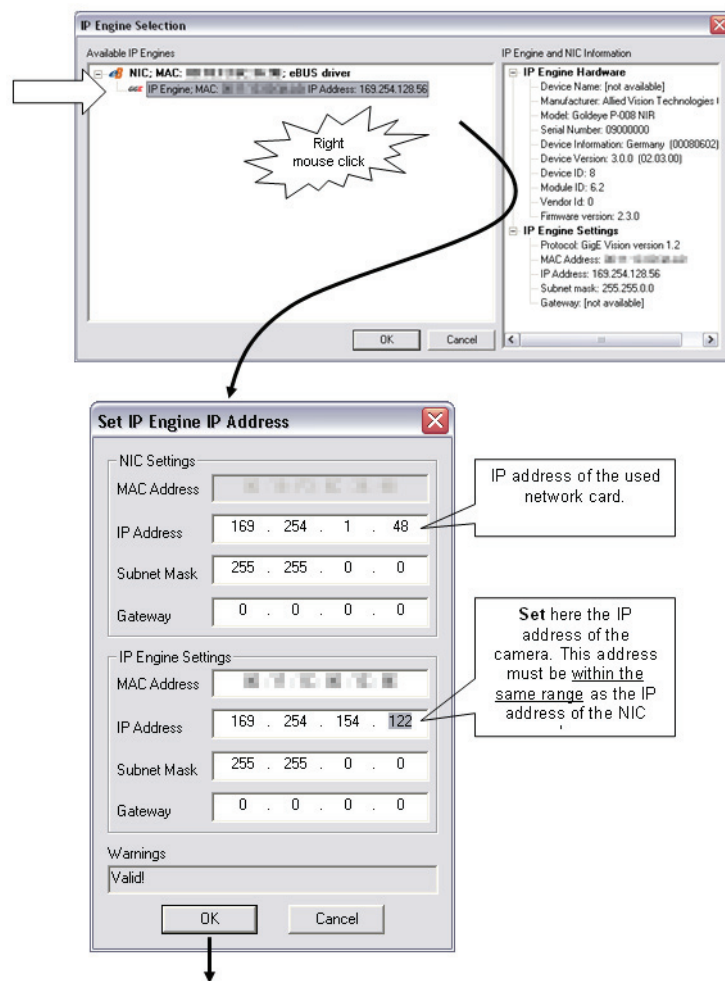 IP Engine Selection
Available IP Engines
NIC; MAC: ; eBUS driver
IP Engine; MAC: IP Address: 169.254.128.56
Right
mouse click
IP Engine and NIC Information
IP Engine Hardware
Device Name: [not available]
Manufacturer: Allied Vision Technologies
Model: Goldeye P-008 NIR
Serial Number: 09000000
Device Information: Germany (00080602)
Device Version: 3.0.0 (02.03.00)
Device ID: 8
Module ID: 6.2
Vendor Id: 0
Firmware version: 2.3.0
IP Engine Settings
Protocol: GigE Vision version 1.2
MAC Address:
IP Address: 169.254.128.56
Subnet mask: 255.255.0.0
Gateway: [not available]
OK Cancel
Set IP Engine IP Address
NIC Settings
MAC Address
IP Address 169 . 254 . 1 . 48
Subnet Mask 255 . 255 . 0 . 0
Gateway 0 . 0 . 0 . 0
IP address of the used
network card.
IP Engine Settings
MAC Address
IP Address 169 . 254 . 154 . 122
Subnet Mask 255 . 255 . 0 . 0
Gateway 0 . 0 . 0 . 0
Set here the IP
address of the
camera. This address
must be within the
same range as the IP
address of the NIC
Warnings
Valid!
OK Cancel